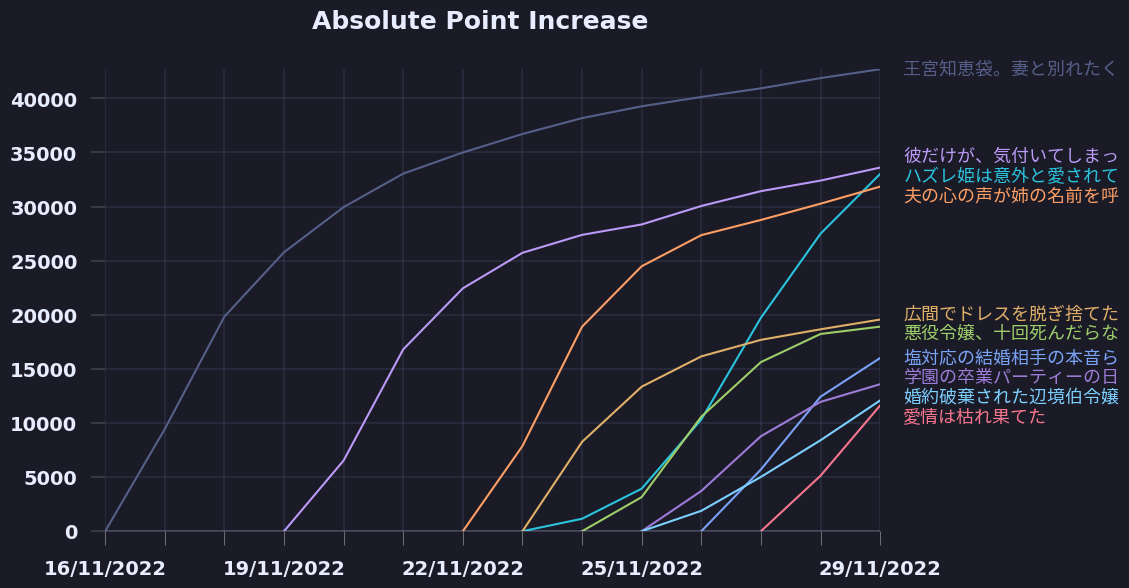 Absolute Point Increase
王宮知恵袋。妻と別れたく
40000
35000
彼だけが、気付いてしまっ
ハズレ姫は意外と愛されて
夫の心の声が姉の名前を呼
30000
25000
20000
広間でドレスを脱ぎ捨てた
悪役令嬢、十回死んだらな
塩対応の結婚相手の本音ら
15000
学園の卒業パーティーの日
婚約破棄された辺境伯令嬢
愛情は枯れ果てた
10000
5000
0
16/11/2022 19/11/2022 22/11/2022 25/11/2022 29/11/2022